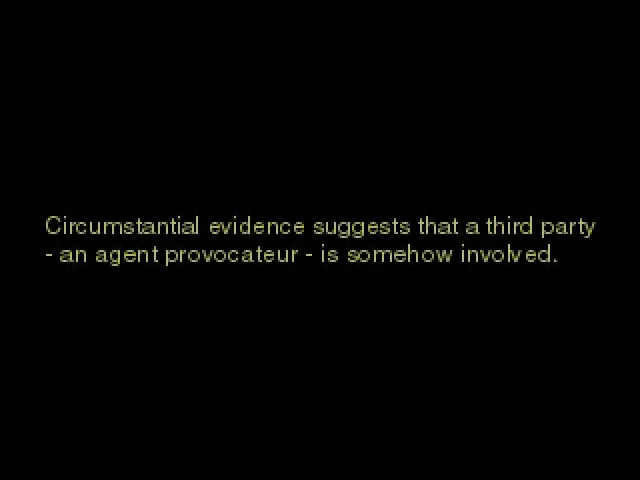 Circumstantial evidence suggests that a third party
- an agent provocateur - is somehow involved.